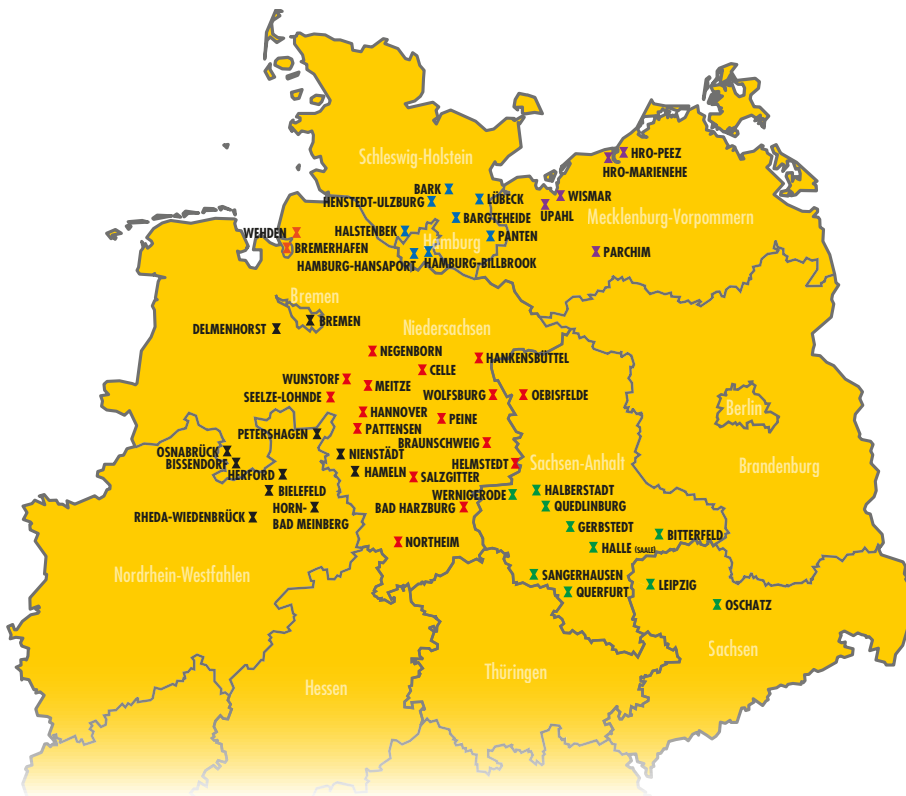 HRO-PEEZ
Schleswig-Holstein
HRO-MARIENEHE
BARK
HENSTEDT-ULZBURG
LÜBECK
WISMAR
UPAHL
Mecklenburg-Vorpommern
BARGTEHEIDE
WEHDEN
HALSTENBEK
PANTEN
Hamburg
BREMERHAFEN
PARCHIM
HAMBURG-HANSAPORT
HAMBURG-BILLBROOK
Bremen
BREMEN
DELMENHORST
Niedersachsen
NEGENBORN
HANKENSBÜTTEL
CELLE
WUNSTORF
MEITZE
SEELZE-LOHNDE
WOLFSBURG
OEBISFELDE
Berlin
HANNOVER
PEINE
PATTENSEN
PETERSHAGEN
BRAUNSCHWEIG
OSNABRÜCK
NIENSTÄDT
BISSENDORF
HELMSTEDT
Sachsen-Anhalt
Brandenburg
HERFORD
HAMELN
SALZGITTER
BIELEFELD
WERNIGERODE
HALBERSTADT
HORN-
BAD MEINBERG
BAD HARZBURG
QUEDLINBURG
RHEDA-WIEDENBRÜCK
GERBSTEDT
BITTERFELD
NORTHEIM
HALLE (SAALE)
Nordrhein-Westfahlen
SANGERHAUSEN
LEIPZIG
QUERFURT
OSCHATZ
Sachsen
Thüringen
Hessen